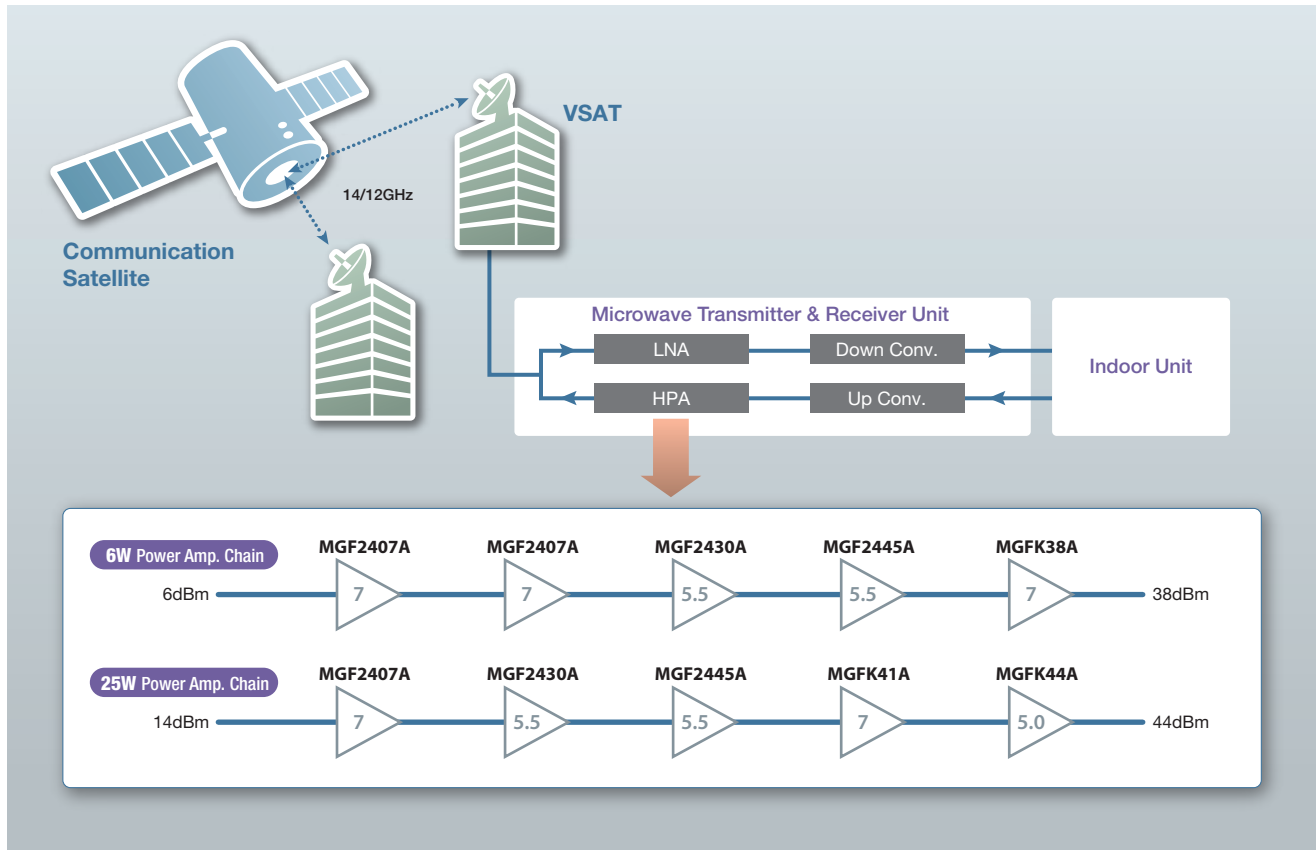 VSAT
14/12GHz
Communication
Satellite
Microwave Transmitter & Receiver Unit
LNA
Down Conv.
HPA
Up Conv.
Indoor Unit
6W Power Amp. Chain
MGF2407A
MGF2407A
MGF2430A
MGF2445A
MGFK38A
6dBm
7
7
5.5
5.5
7
38dBm
25W Power Amp. Chain
MGF2407A
MGF2430A
MGF2445A
MGFK41A
MGFK44A
14dBm
7
5.5
5.5
7
5.0
44dBm